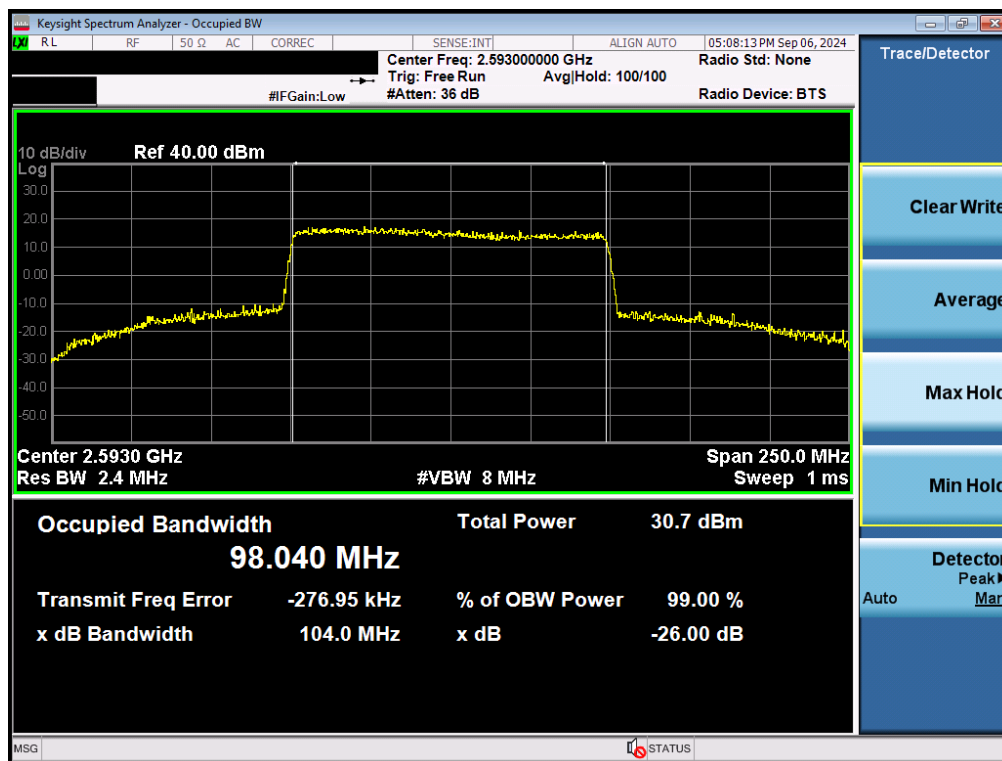 Keysight Spectrum Analyzer - Occupied BW
LXI RL RF 50 Ω AC CORREC SENSE:INT ALIGN AUTO 05:08:13 PM Sep 06, 2024
Center Freq: 2.593000000 GHz Radio Std: None
Trig: Free Run Avg|Hold: 100/100
#IFGain:Low #Atten: 36 dB Radio Device: BTS
10 dB/div Ref 40.00 dBm
Log
30.0
20.0
10.0
0.00
-10.0
-20.0
-30.0
-40.0
-50.0
Center 2.5930 GHz Span 250.0 MHz
Res BW 2.4 MHz #VBW 8 MHz Sweep 1 ms
Occupied Bandwidth Total Power 30.7 dBm
98.040 MHz
Transmit Freq Error -276.95 kHz % of OBW Power 99.00 %
x dB Bandwidth 104.0 MHz x dB -26.00 dB
MSG STATUS
Trace/Detector
Clear Write
Average
Max Hold
Min Hold
Detector
Peak
Auto Man